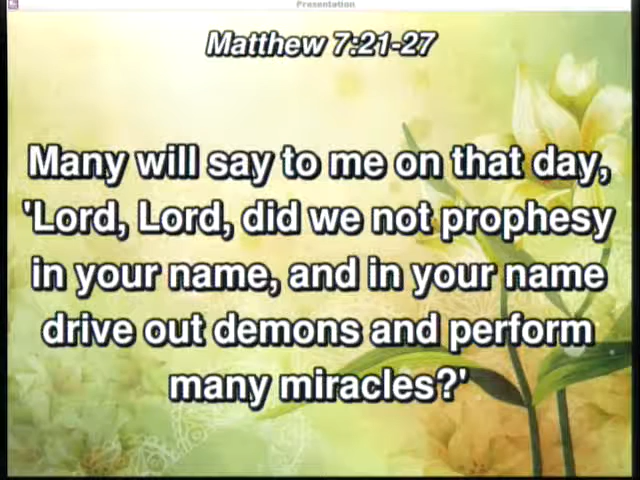 Presentation
Matthew 7:21-27
Many will say to me on that day,
'Lord, Lord, did we not prophesy
in your name, and in your name
drive out demons and perform
many miracles?'